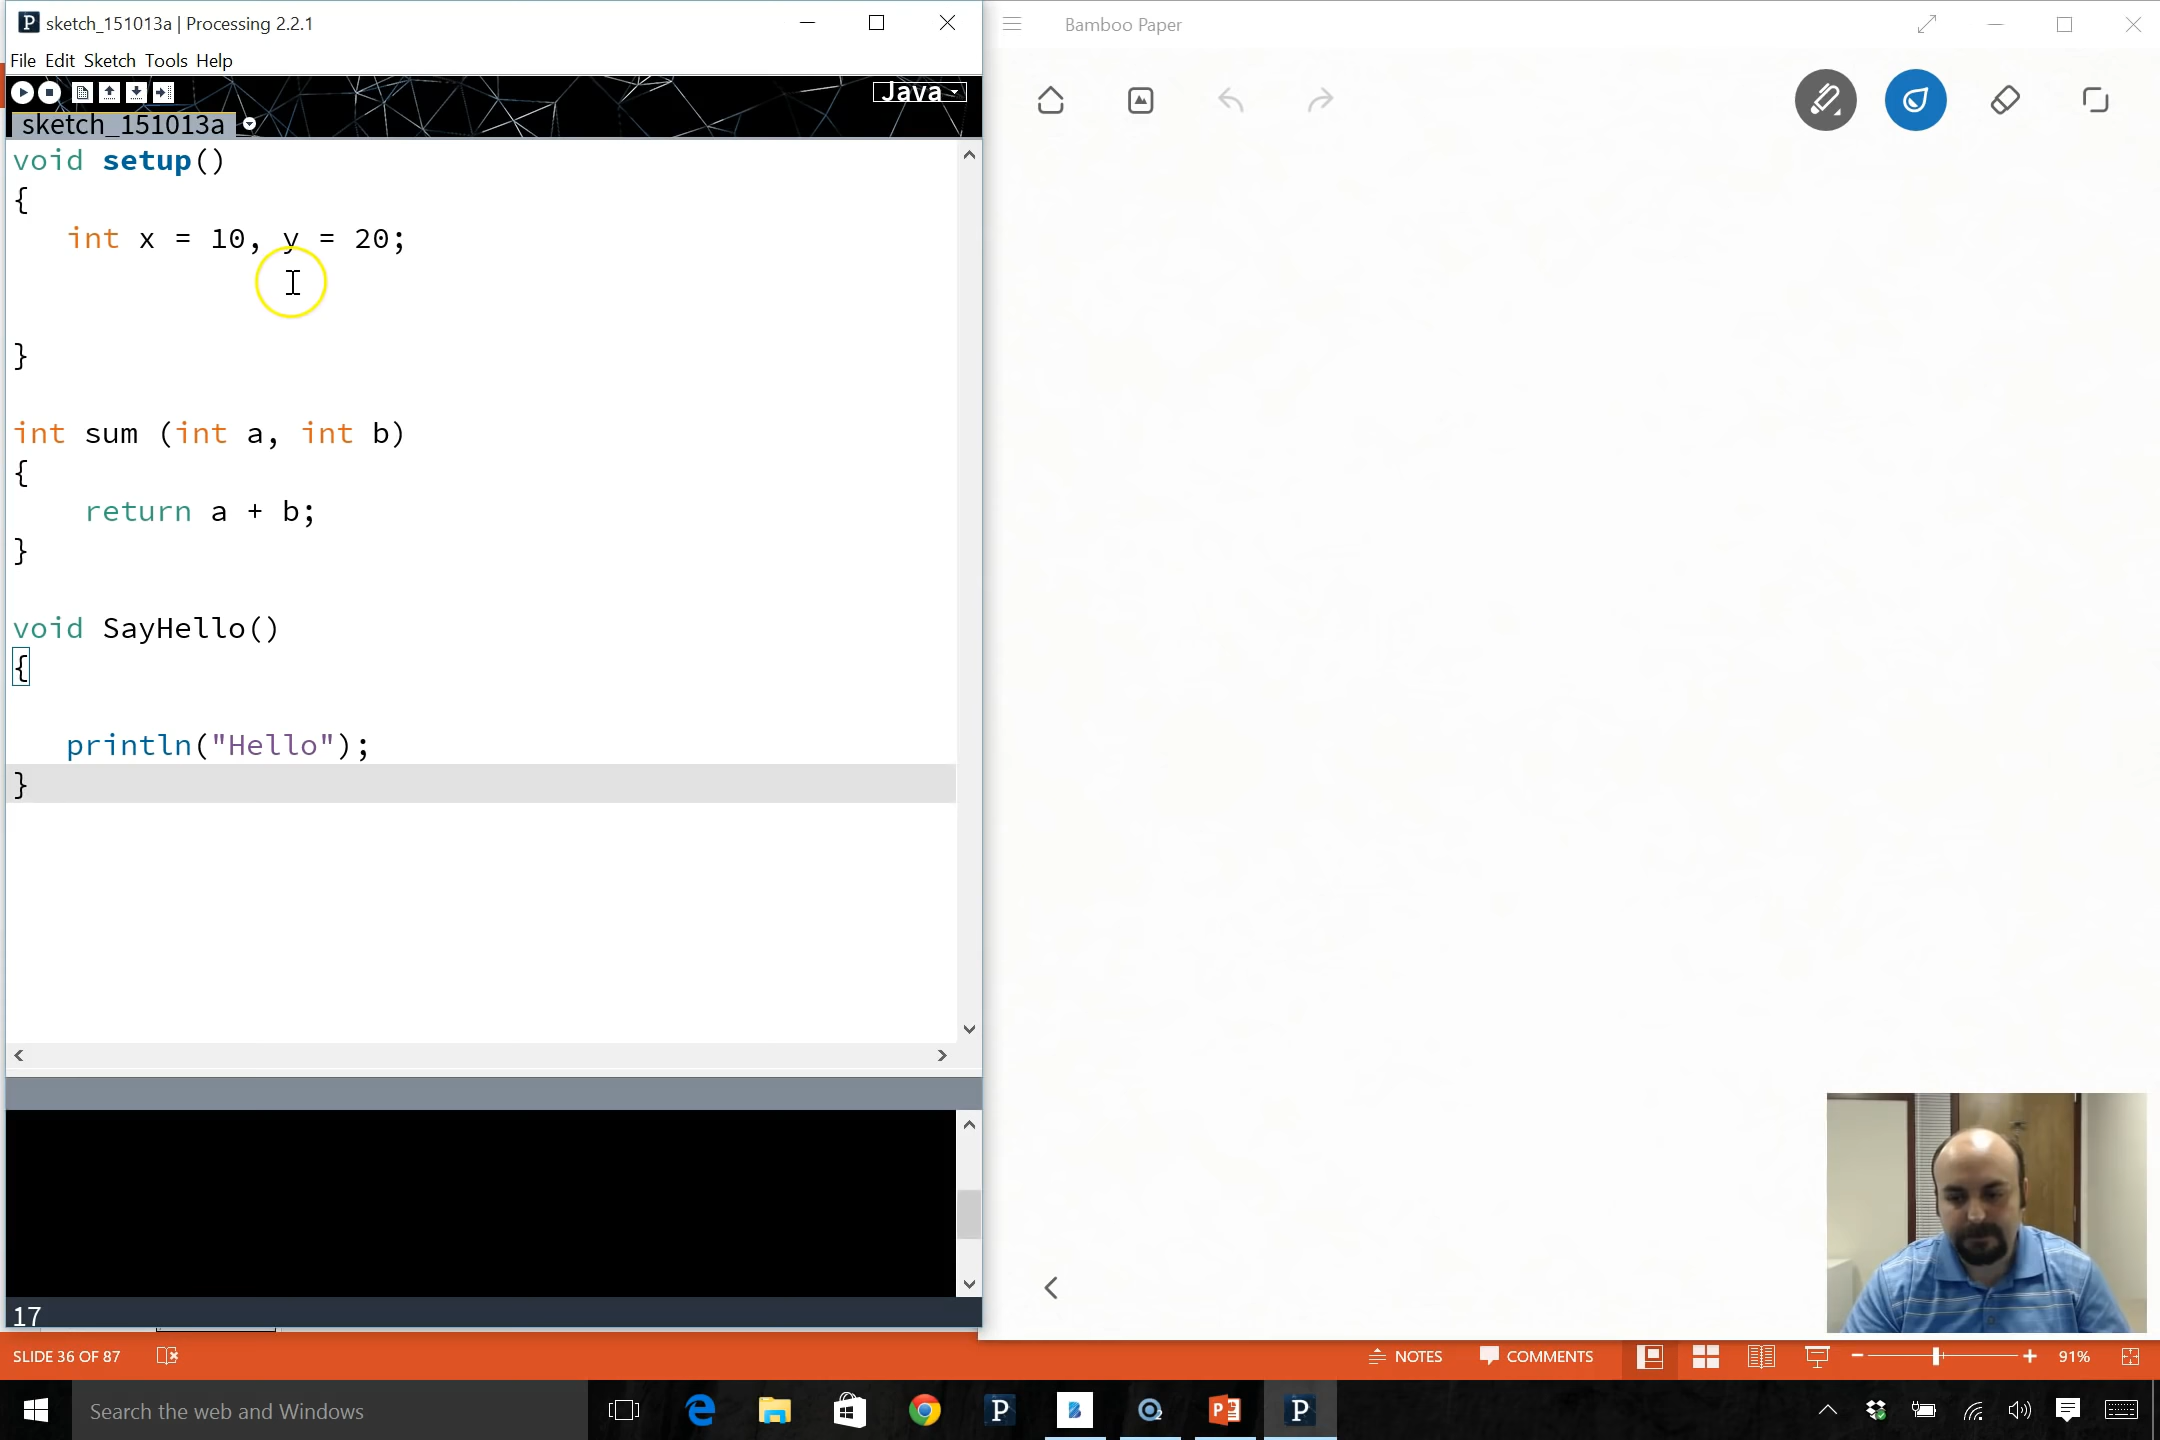 sketch_151013a | Processing 2.2.1
File Edit Sketch Tools Help
Java
sketch_151013a
void setup()
{
int x = 10, y = 20;
}
int sum (int a, int b)
{
return a + b;
}
void SayHello()
{
println("Hello");
}
17
Bamboo Paper
SLIDE 36 OF 87
NOTES
COMMENTS
91%
Search the web and Windows